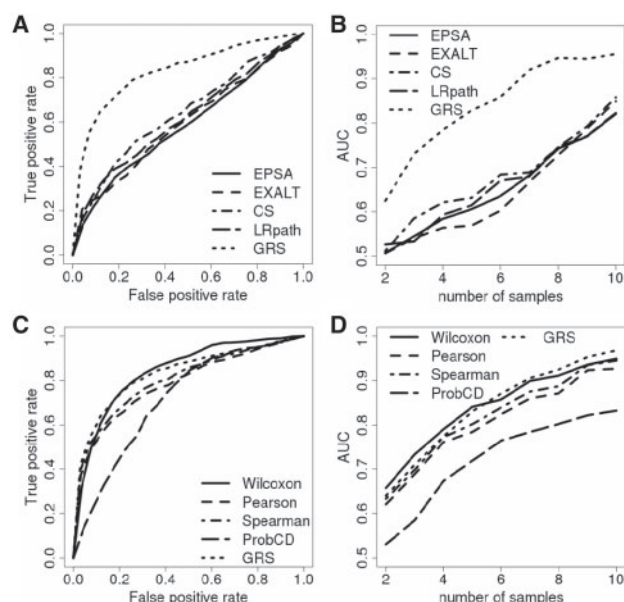 A
True positive rate
0.0 0.2 0.4 0.6 0.8 1.0
EPSA
EXALT
CS
LRpath
GRS
0.0 0.2 0.4 0.6 0.8 1.0
False positive rate
B
AUC
0.5 0.6 0.7 0.8 0.9 1.0
EPSA
EXALT
CS
LRpath
GRS
2 4 6 8 10
number of samples
C
True positive rate
0.0 0.2 0.4 0.6 0.8 1.0
Wilcoxon
Pearson
Spearman
ProbCD
GRS
0.0 0.2 0.4 0.6 0.8 1.0
False positive rate
D
AUC
0.5 0.6 0.7 0.8 0.9 1.0
Wilcoxon GRS
Pearson
Spearman
ProbCD
2 4 6 8 10
number of samples